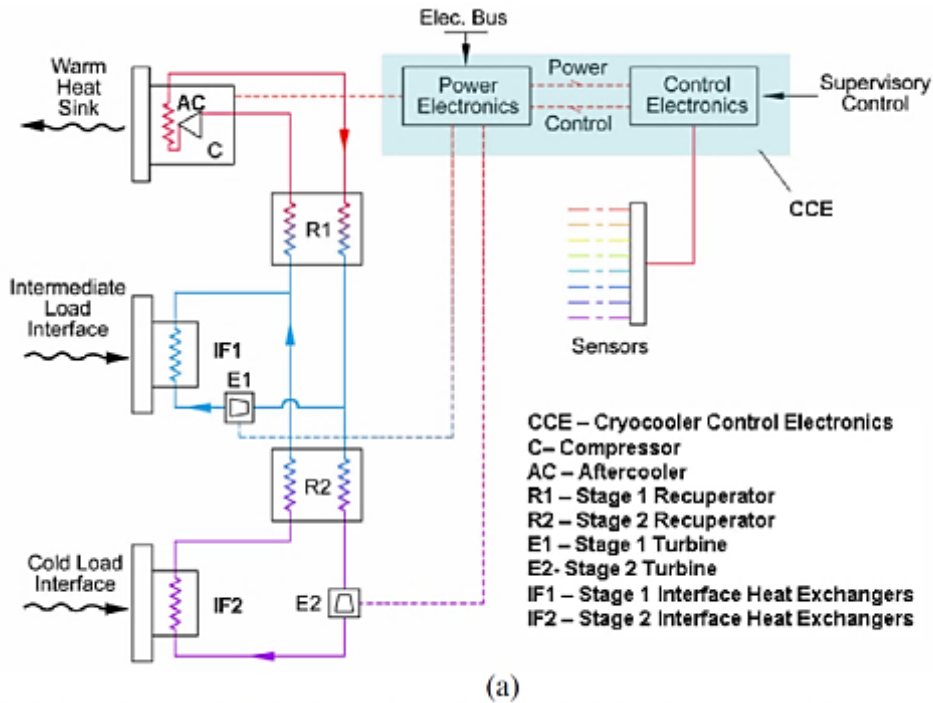 Elec. Bus
Warm
Heat
Sink
AC
C
Power
Electronics
Power
Control
Control
Electronics
Supervisory
Control
CCE
R1
Intermediate
Load
Interface
IF1
E1
Sensors
R2
Cold Load
Interface
IF2
E2
CCE – Cryocooler Control Electronics
C– Compressor
AC – Aftercooler
R1 – Stage 1 Recuperator
R2 – Stage 2 Recuperator
E1 – Stage 1 Turbine
E2- Stage 2 Turbine
IF1 – Stage 1 Interface Heat Exchangers
IF2 – Stage 2 Interface Heat Exchangers
(a)